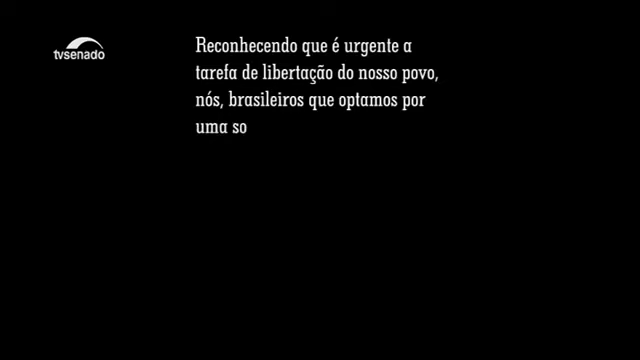 tvsenado
Reconhecendo que é urgente a
tarefa de libertação do nosso povo,
nós, brasileiros que optamos por
uma so